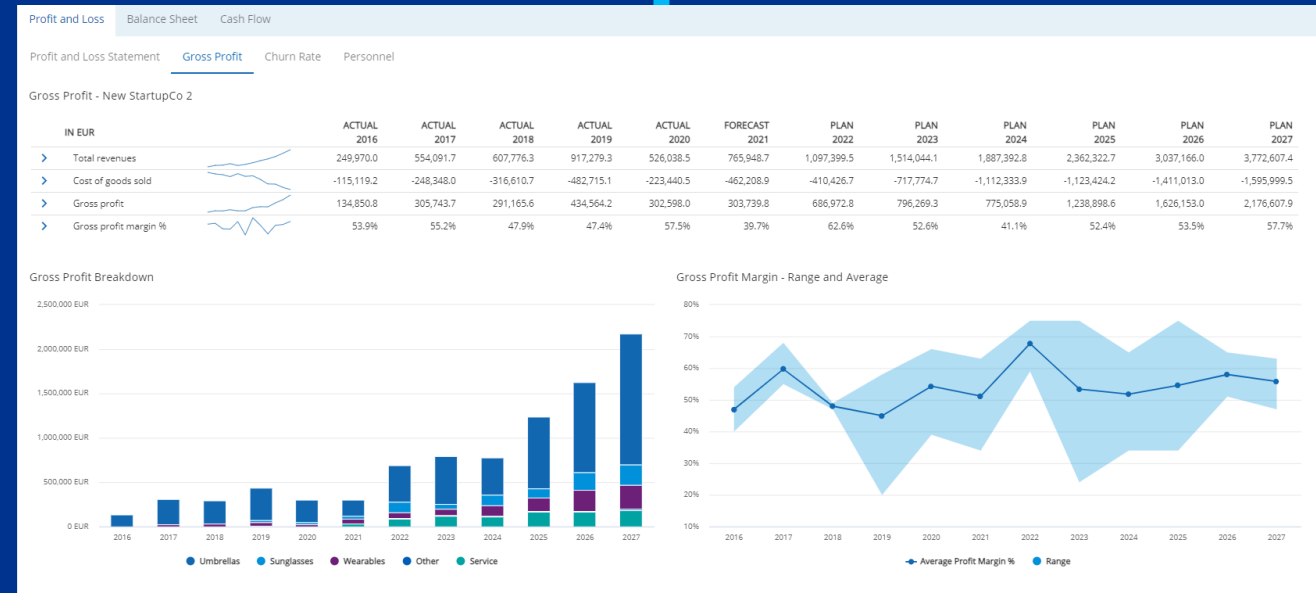 Profit and Loss Balance Sheet Cash Flow
Profit and Loss Statement Gross Profit Churn Rate Personnel
Gross Profit - New StartupCo 2
IN EUR ACTUAL 2016 ACTUAL 2017 ACTUAL 2018 ACTUAL 2019 ACTUAL 2020 FORECAST 2021 PLAN 2022 PLAN 2023 PLAN 2024 PLAN 2025 PLAN 2026 PLAN 2027
Total revenues 249,970.0 554,091.7 607,776.3 917,279.3 526,038.5 765,948.7 1,097,399.5 1,514,044.1 1,887,392.8 2,362,322.7 3,037,166.0 3,772,607.4
Cost of goods sold -115,119.2 -248,348.0 -316,610.7 -482,715.1 -223,440.5 -462,208.9 -410,426.7 -717,774.7 -1,112,333.9 -1,123,424.2 -1,411,013.0 -1,595,999.5
Gross profit 134,850.8 305,743.7 291,165.6 434,564.2 302,598.0 303,739.8 686,972.8 796,269.3 775,058.9 1,238,898.6 1,626,153.0 2,176,607.9
Gross profit margin % 53.9% 55.2% 47.9% 47.4% 57.5% 39.7% 62.6% 52.6% 41.1% 52.4% 53.5% 57.7%
Gross Profit Breakdown
2,500,000 EUR
2,000,000 EUR
1,500,000 EUR
1,000,000 EUR
500,000 EUR
0 EUR
2016 2017 2018 2019 2020 2021 2022 2023 2024 2025 2026 2027
Umbrellas Sunglasses Wearables Other Service
Gross Profit Margin - Range and Average
80%
70%
60%
50%
40%
30%
20%
10%
2016 2017 2018 2019 2020 2021 2022 2023 2024 2025 2026 2027
Average Profit Margin % Range